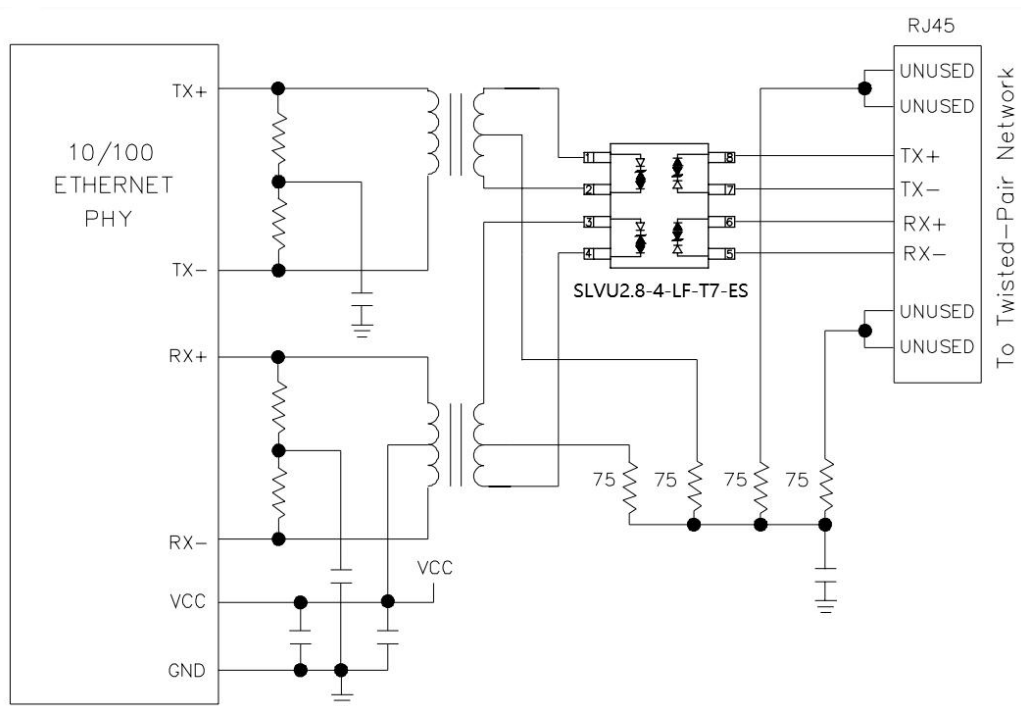 RJ45
TX+
UNUSED
UNUSED
10/100
ETHERNET
PHY
1
8
TX+
2
7
TX-
3
6
RX+
4
5
RX-
TX-
SLVU2.8-4-LF-T7-ES
UNUSED
UNUSED
To Twisted-Pair Network
RX+
75
75
75
75
RX-
VCC
VCC
GND